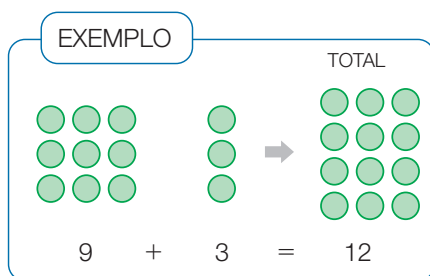 EXEMPLO
TOTAL
9 + 3 = 12